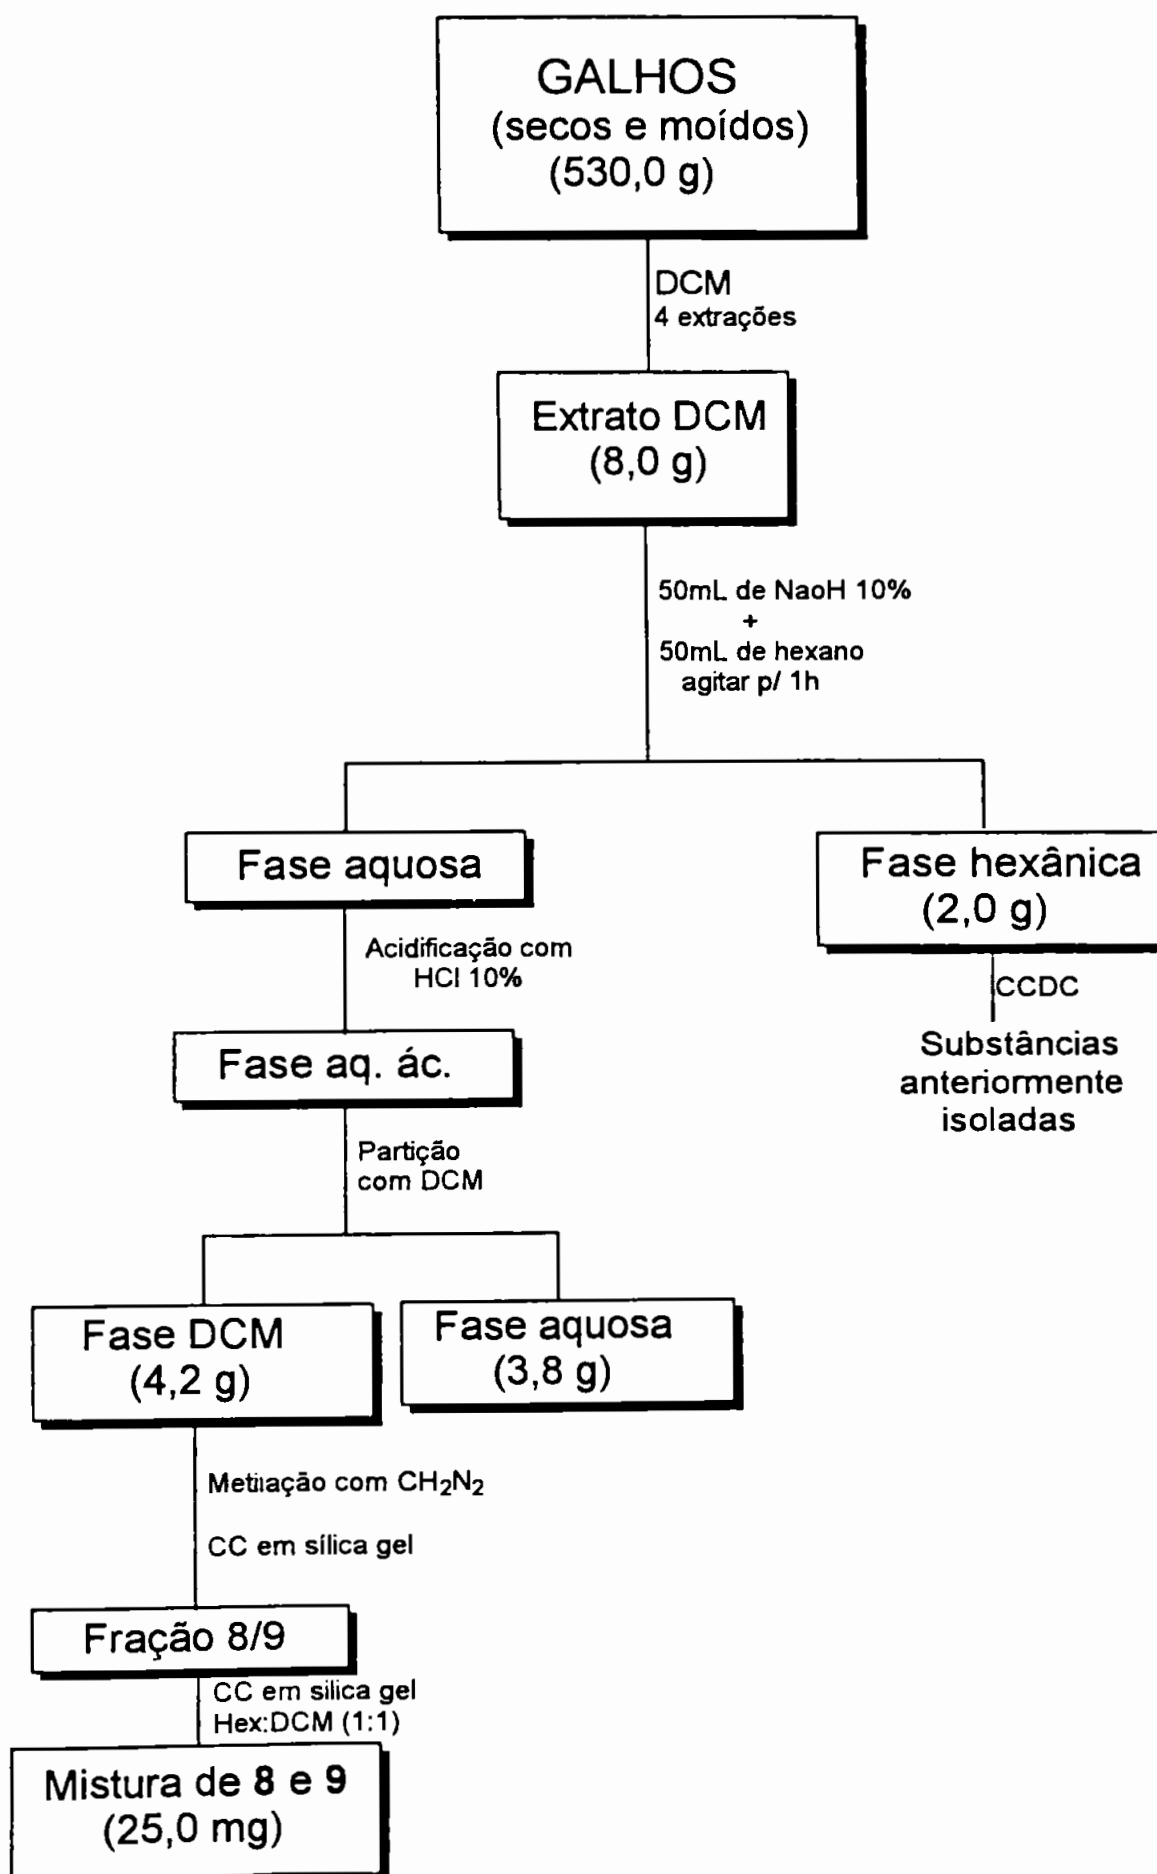 GALHOS
(secos e moídos)
(530,0 g)
DCM
4 extrações
Extrato DCM
(8,0 g)
50mL de NaoH 10%
+
50mL de hexano
agitar p/ 1h
Fase aquosa
Fase hexânica
(2,0 g)
Acidificação com
HCl 10%
CCDC
Fase aq. ác.
Substâncias
anteriormente
isoladas
Partição
com DCM
Fase DCM
(4,2 g)
Fase aquosa
(3,8 g)
Metilação com CH₂N₂
CC em sílica gel
Fração 8/9
CC em silica gel
Hex:DCM (1:1)
Mistura de 8 e 9
(25,0 mg)